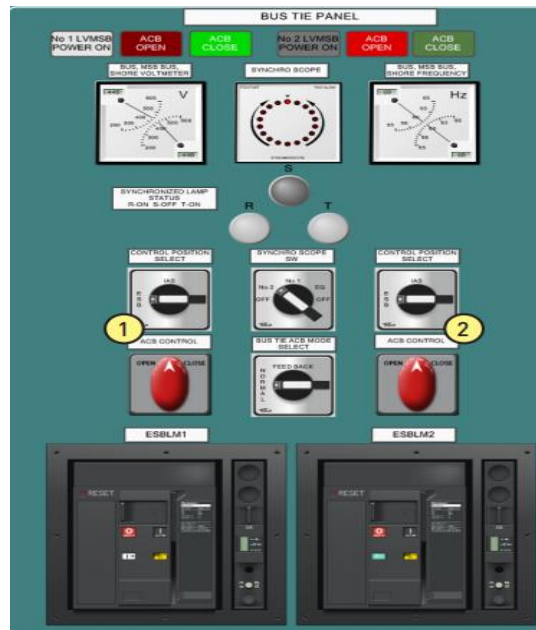 BUS TIE PANEL
No 1 LVMSB
POWER ON
ACB
OPEN
ACB
CLOSE
No 2 LVMSB
POWER ON
ACB
OPEN
ACB
CLOSE
BUS, MSB BUS,
SHORE VOLTMETER
SYNCHRO SCOPE
BUS, MSB BUS,
SHORE FREQUENCY
V
Hz
S
SYNCHRONIZED LAMP
STATUS
R-ON S-OFF T-ON
R
T
CONTROL POSITION
SELECT
SYNCHRO SCOPE
SW
CONTROL POSITION
SELECT
IAS
ESB
No.2
No.1
EG
OFF
OFF
IAS
ESB
1
2
ACB CONTROL
BUS TIE ACB MODE
SELECT
ACB CONTROL
OPEN
CLOSE
FEED BACK
NORMAL
OPEN
CLOSE
ESBLM1
ESBLM2
RESET
RESET